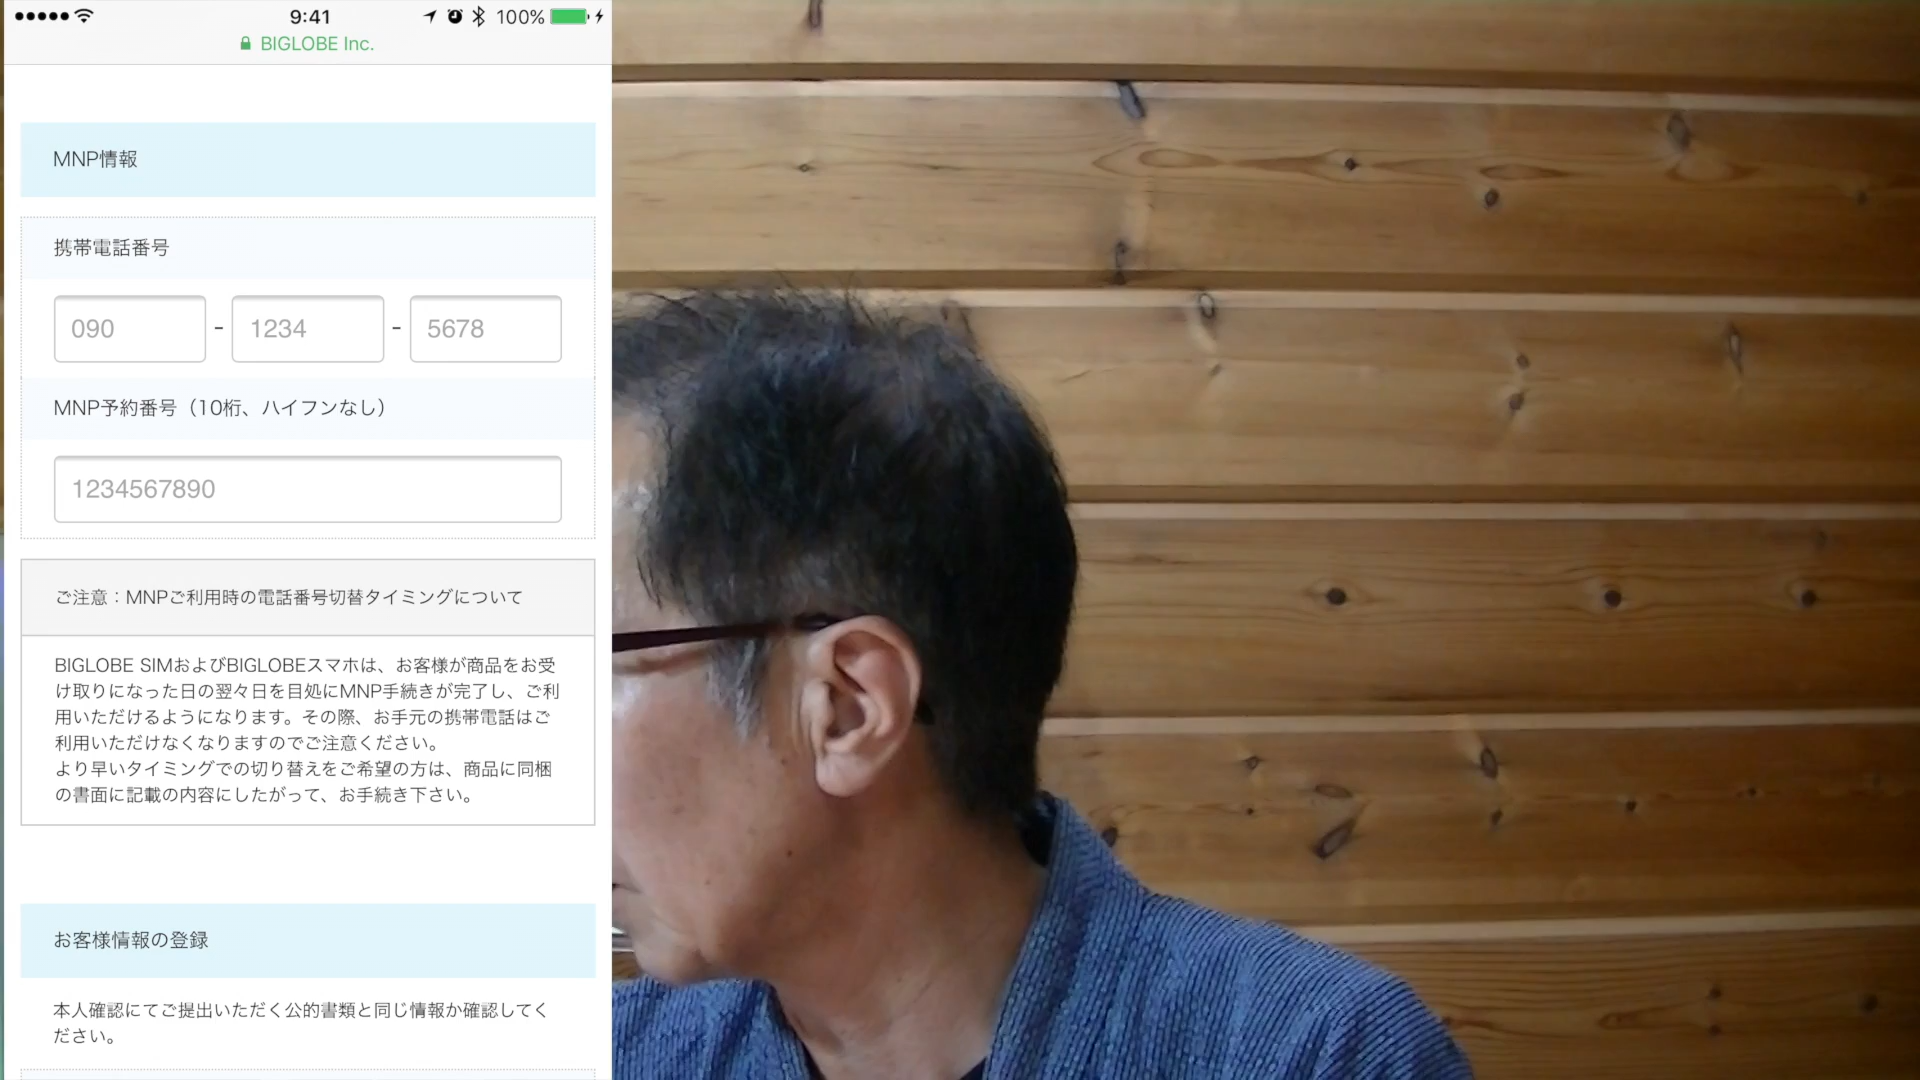 9:41
100%
BIGLOBE Inc.
MNP情報
携帯電話番号
090 - 1234 - 5678
MNP予約番号（10桁、ハイフンなし）
1234567890
ご注意：MNPご利用時の電話番号切替タイミングについて
BIGLOBE SIMおよびBIGLOBEスマホは、お客様が商品をお受
け取りになった日の翌々日を目処にMNP手続きが完了し、ご利
用いただけるようになります。その際、お手元の携帯電話はご
利用いただけなくなりますのでご注意ください。
より早いタイミングでの切り替えをご希望の方は、商品に同梱
の書面に記載の内容にしたがって、お手続き下さい。
お客様情報の登録
本人確認にてご提出いただく公的書類と同じ情報か確認してく
ださい。